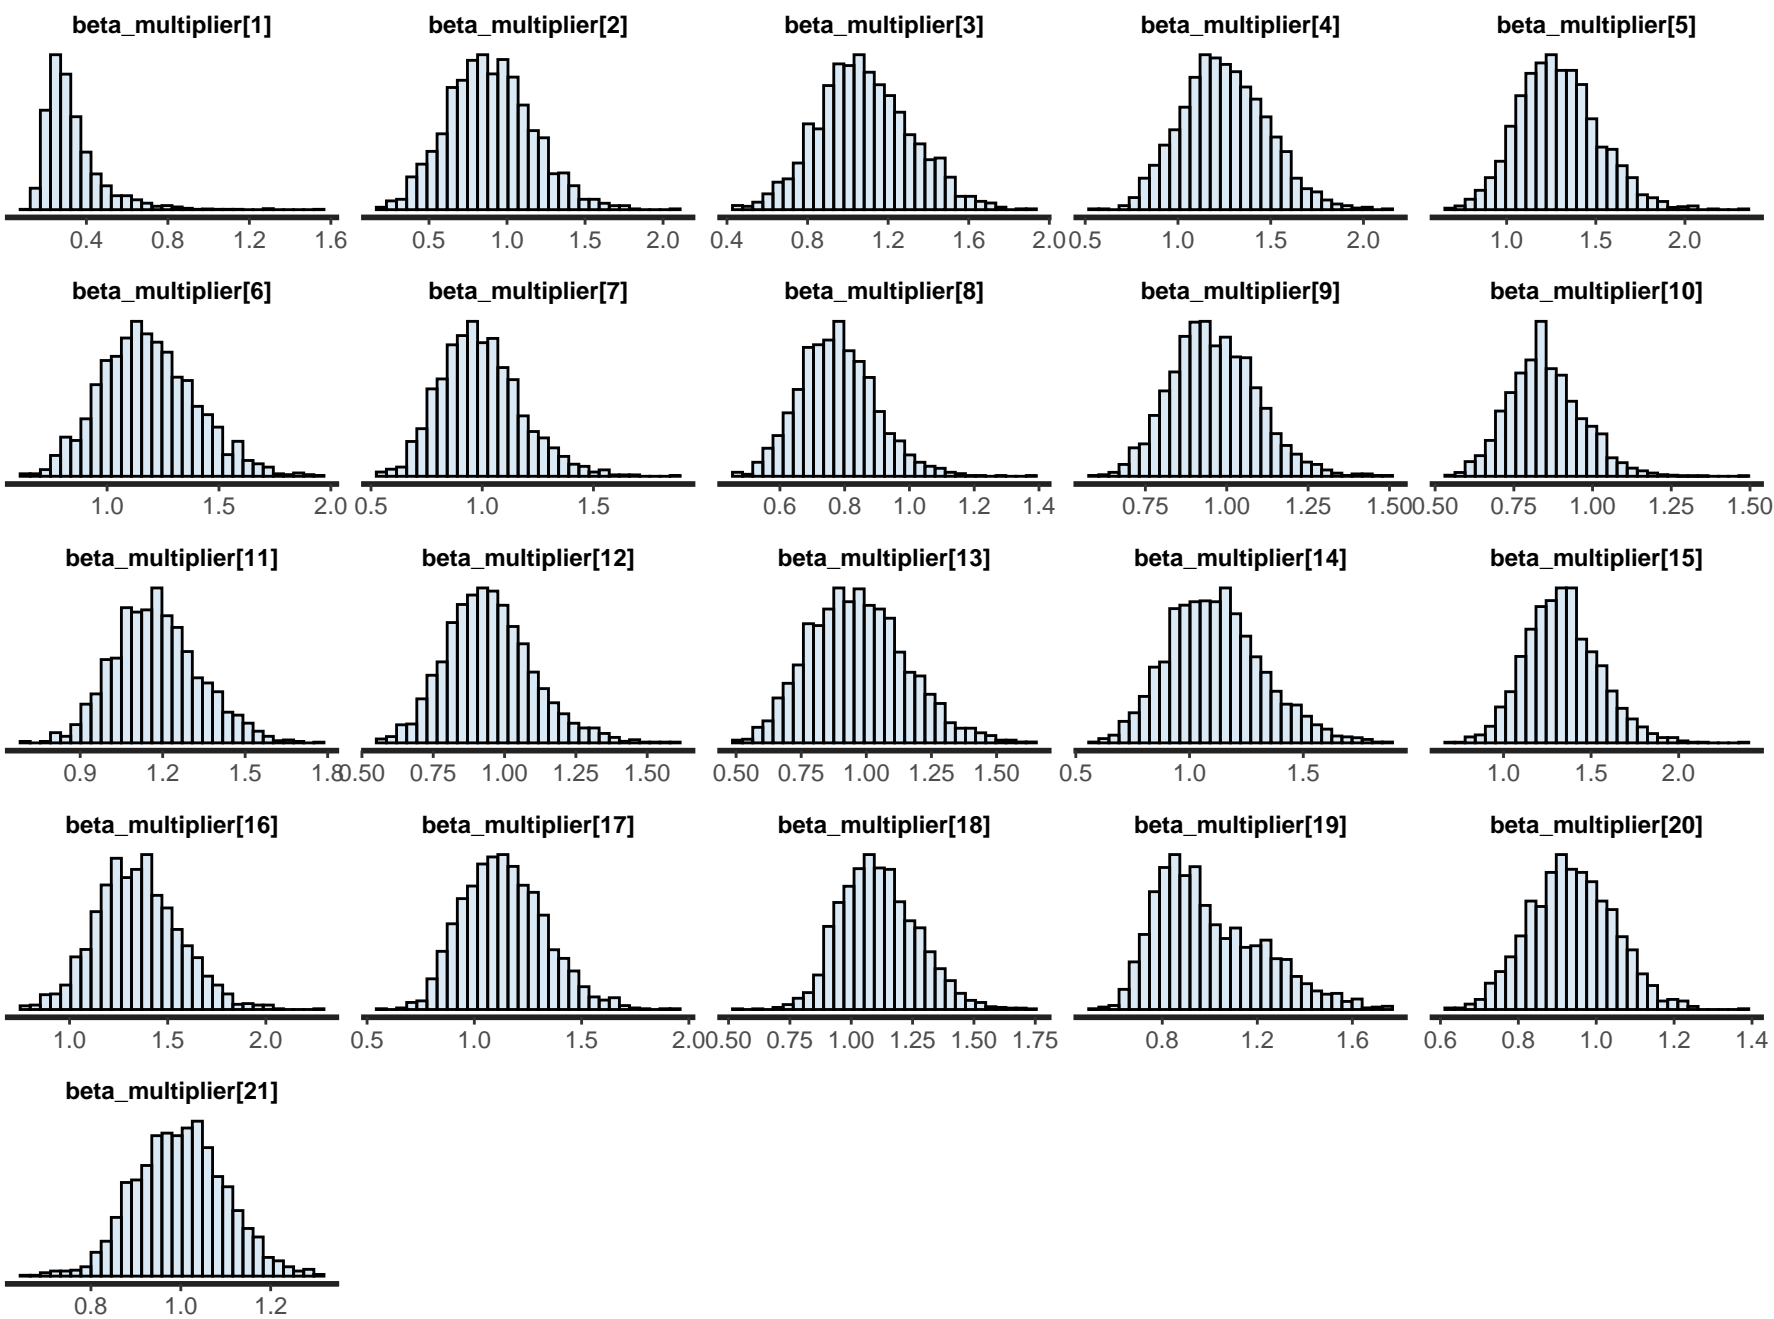 beta_multiplier[1] beta_multiplier[2] beta_multiplier[3] beta_multiplier[4] beta_multiplier[5]
0.4 0.8 1.2 1.6 0.5 1.0 1.5 2.0 0.4 0.8 1.2 1.6 2.0 0.5 1.0 1.5 2.0 1.0 1.5 2.0
beta_multiplier[6] beta_multiplier[7] beta_multiplier[8] beta_multiplier[9] beta_multiplier[10]
1.0 1.5 2.0 0.5 1.0 1.5 0.6 0.8 1.0 1.2 1.4 0.75 1.00 1.25 1.50 0.50 0.75 1.00 1.25 1.50
beta_multiplier[11] beta_multiplier[12] beta_multiplier[13] beta_multiplier[14] beta_multiplier[15]
0.9 1.2 1.5 1.8 0.50 0.75 1.00 1.25 1.50 0.50 0.75 1.00 1.25 1.50 0.5 1.0 1.5 1.0 1.5 2.0
beta_multiplier[16] beta_multiplier[17] beta_multiplier[18] beta_multiplier[19] beta_multiplier[20]
1.0 1.5 2.0 0.5 1.0 1.5 2.0 0.50 0.75 1.00 1.25 1.50 1.75 0.8 1.2 1.6 0.6 0.8 1.0 1.2 1.4
beta_multiplier[21]
0.8 1.0 1.2